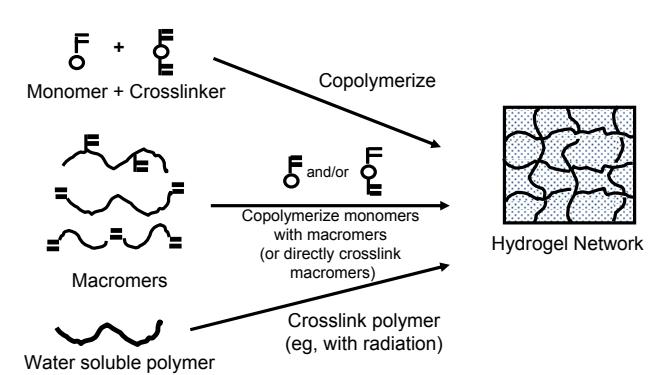 +
Monomer + Crosslinker
Copolymerize
and/or
Copolymerize monomers
with macromers
(or directly crosslink
macromers)
Hydrogel Network
Macromers
Crosslink polymer
(eg, with radiation)
Water soluble polymer